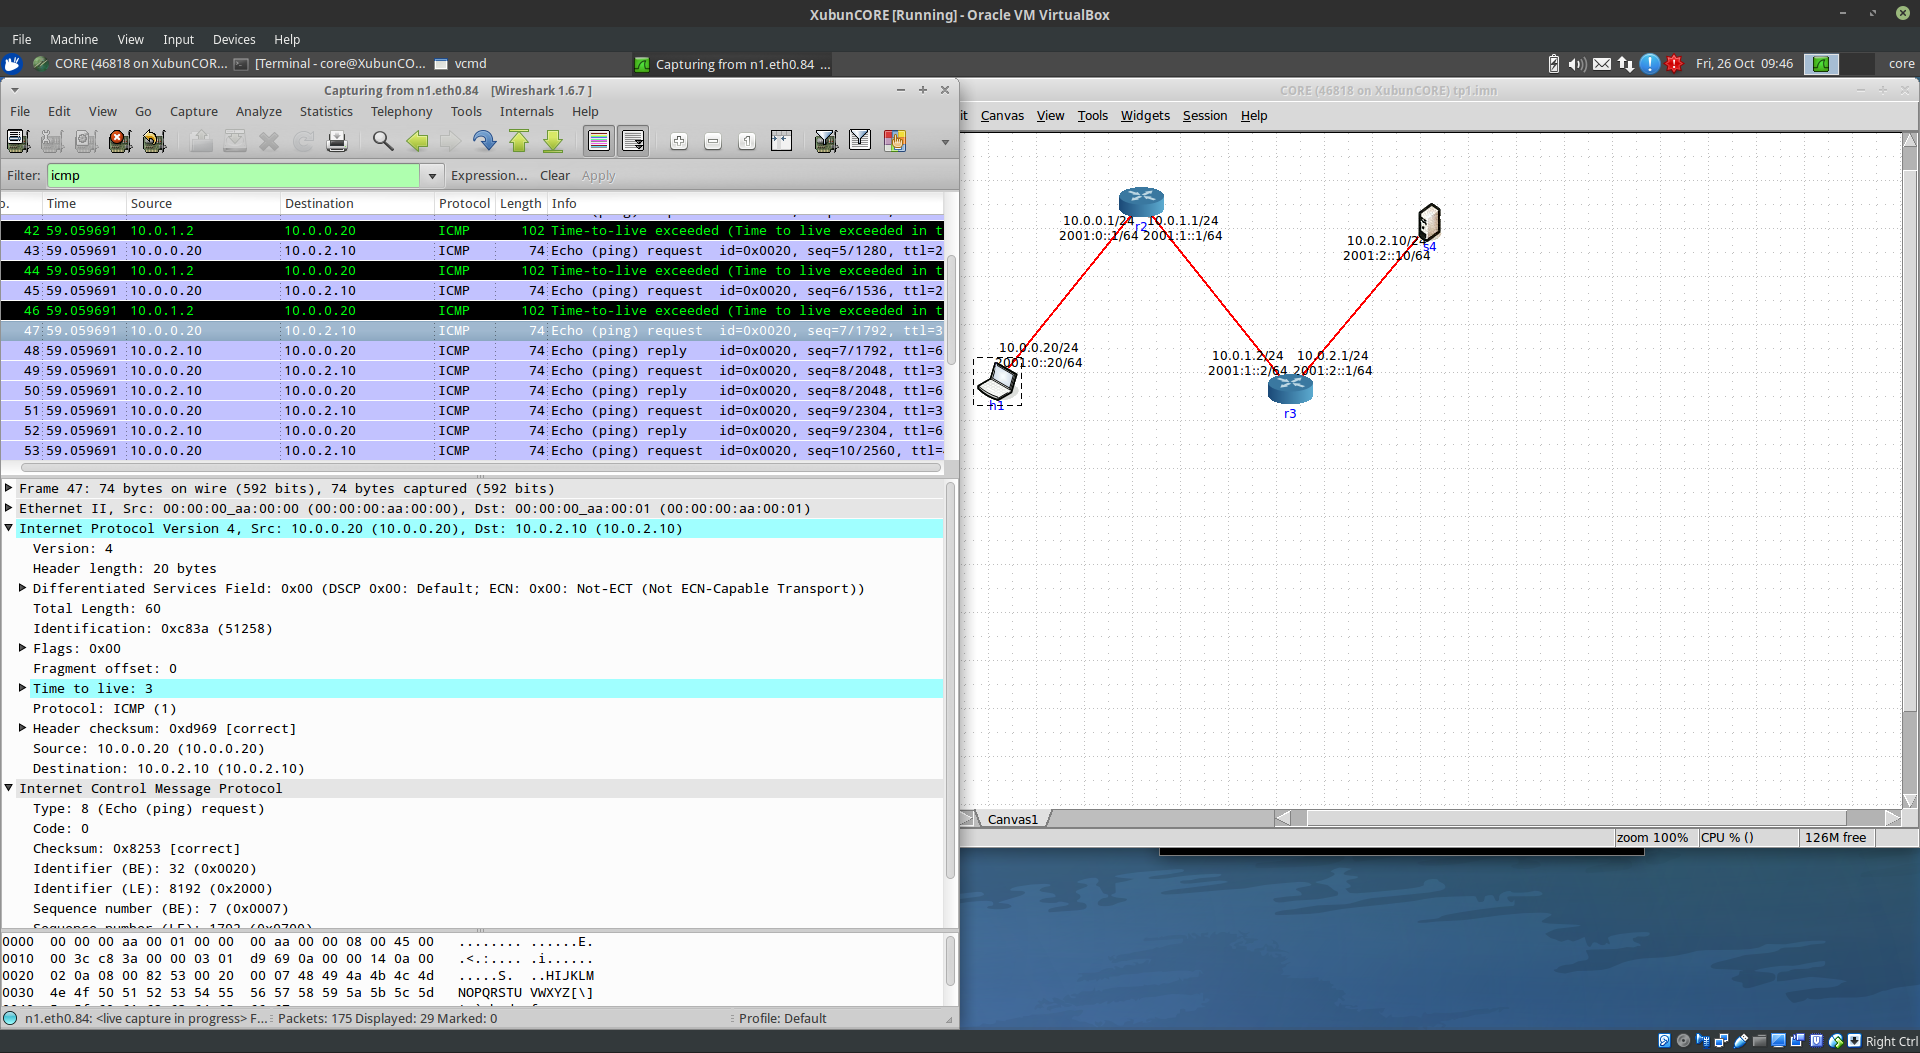 XubunCORE [Running] - Oracle VM VirtualBox
File Machine View Input Devices Help
CORE (46818 on XubunCOR... [Terminal - core@XubunCO... vcmd Capturing from n1.eth0.84 ... Fri, 26 Oct 09:46 core
Capturing from n1.eth0.84 [Wireshark 1.6.7 ]
File Edit View Go Capture Analyze Statistics Telephony Tools Internals Help
Filter: icmp Expression... Clear Apply
o. Time Source Destination Protocol Length Info
42 59.059691 10.0.1.2 10.0.0.20 ICMP 102 Time-to-live exceeded (Time to live exceeded in t
43 59.059691 10.0.0.20 10.0.2.10 ICMP 74 Echo (ping) request id=0x0020, seq=5/1280, ttl=2
44 59.059691 10.0.1.2 10.0.0.20 ICMP 102 Time-to-live exceeded (Time to live exceeded in t
45 59.059691 10.0.0.20 10.0.2.10 ICMP 74 Echo (ping) request id=0x0020, seq=6/1536, ttl=2
46 59.059691 10.0.1.2 10.0.0.20 ICMP 102 Time-to-live exceeded (Time to live exceeded in t
47 59.059691 10.0.0.20 10.0.2.10 ICMP 74 Echo (ping) request id=0x0020, seq=7/1792, ttl=3
48 59.059691 10.0.2.10 10.0.0.20 ICMP 74 Echo (ping) reply id=0x0020, seq=7/1792, ttl=6
49 59.059691 10.0.0.20 10.0.2.10 ICMP 74 Echo (ping) request id=0x0020, seq=8/2048, ttl=3
50 59.059691 10.0.2.10 10.0.0.20 ICMP 74 Echo (ping) reply id=0x0020, seq=8/2048, ttl=6
51 59.059691 10.0.0.20 10.0.2.10 ICMP 74 Echo (ping) request id=0x0020, seq=9/2304, ttl=3
52 59.059691 10.0.2.10 10.0.0.20 ICMP 74 Echo (ping) reply id=0x0020, seq=9/2304, ttl=6
53 59.059691 10.0.0.20 10.0.2.10 ICMP 74 Echo (ping) request id=0x0020, seq=10/2560, ttl=
Frame 47: 74 bytes on wire (592 bits), 74 bytes captured (592 bits)
Ethernet II, Src: 00:00:00_aa:00:00 (00:00:00:aa:00:00), Dst: 00:00:00_aa:00:01 (00:00:00:aa:00:01)
Internet Protocol Version 4, Src: 10.0.0.20 (10.0.0.20), Dst: 10.0.2.10 (10.0.2.10)
Version: 4
Header length: 20 bytes
Differentiated Services Field: 0x00 (DSCP 0x00: Default; ECN: 0x00: Not-ECT (Not ECN-Capable Transport))
Total Length: 60
Identification: 0xc83a (51258)
Flags: 0x00
Fragment offset: 0
Time to live: 3
Protocol: ICMP (1)
Header checksum: 0xd969 [correct]
Source: 10.0.0.20 (10.0.0.20)
Destination: 10.0.2.10 (10.0.2.10)
Internet Control Message Protocol
Type: 8 (Echo (ping) request)
Code: 0
Checksum: 0x8253 [correct]
Identifier (BE): 32 (0x0020)
Identifier (LE): 8192 (0x2000)
Sequence number (BE): 7 (0x0007)
0000 00 00 00 aa 00 01 00 00 00 aa 00 00 08 00 45 00 ........ ......E.
0010 00 3c c8 3a 00 00 03 01 d9 69 0a 00 00 14 0a 00 .<.:.... .i......
0020 02 0a 08 00 82 53 00 20 00 07 48 49 4a 4b 4c 4d .....S. ..HIJKLM
0030 4e 4f 50 51 52 53 54 55 56 57 58 59 5a 5b 5c 5d NOPQRSTU VWXYZ[\]
n1.eth0.84: <live capture in progress> F... Packets: 175 Displayed: 29 Marked: 0 Profile: Default
CORE (46818 on XubunCORE) tp1.imn
it Canvas View Tools Widgets Session Help
10.0.0.1/24 10.0.1.1/24
2001:0::1/64 2001:1::1/64
r2
10.0.2.10/24
2001:2::10/64
s4
10.0.0.20/24
2001:0::20/64
h1
10.0.1.2/24 10.0.2.1/24
2001:1::2/64 2001:2::1/64
r3
Canvas1
zoom 100% CPU % () 126M free
Right Ctrl